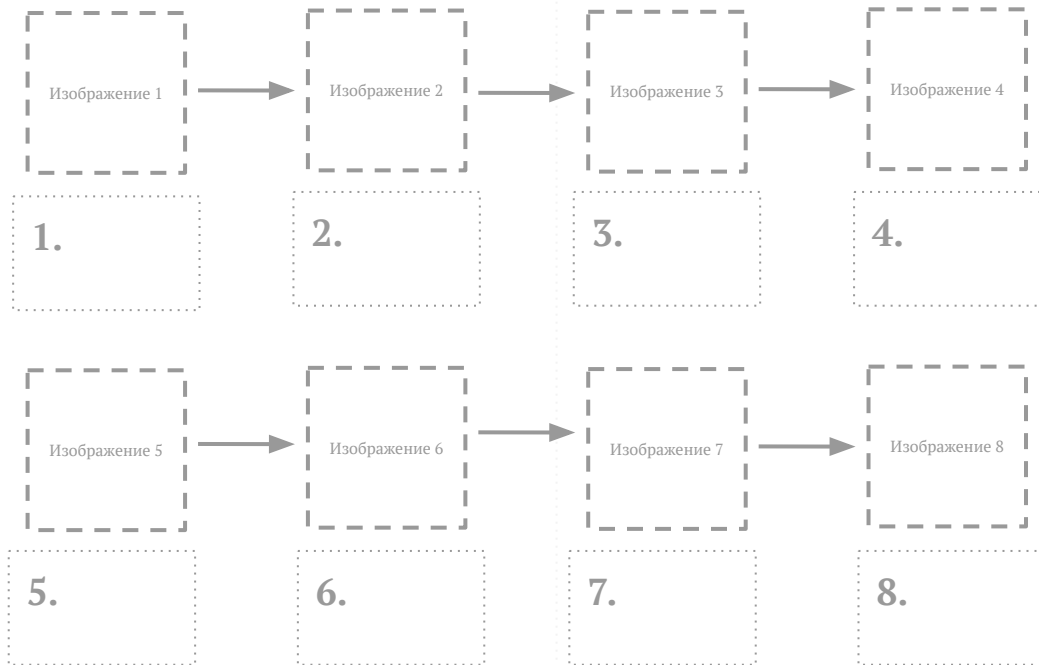 Изображение 1
Изображение 2
Изображение 3
Изображение 4
1.
2.
3.
4.
Изображение 5
Изображение 6
Изображение 7
Изображение 8
5.
6.
7.
8.